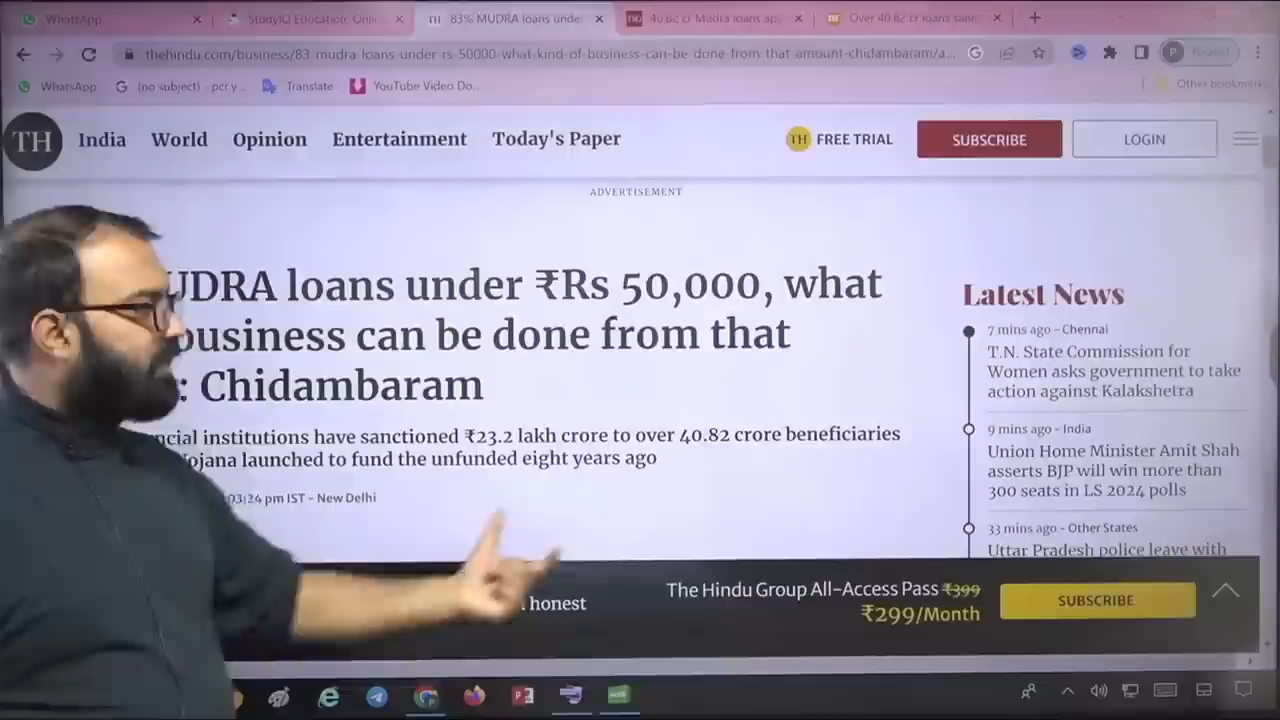 WhatsApp
StudyIQ Education: Onlin
TH 83% MUDRA loans unde
40.82 cr Mudra loans
Over 40.82 cr loans sanc
thehindu.com/business/83-mudra-loans-under-rs-50000-what-kind-of-business-can-be done from that amount-chidambaram/a...
P Paused
WhatsApp
(no subject) - pcr y...
Translate
YouTube Video Do...
Other bookmarks
TH India World Opinion Entertainment Today's Paper
TH FREE TRIAL
SUBSCRIBE
LOGIN
ADVERTISEMENT
UDRA loans under ₹Rs 50,000, what
business can be done from that
: Chidambaram
ncial institutions have sanctioned ₹23.2 lakh crore to over 40.82 crore beneficiaries
Yojana launched to fund the unfunded eight years ago
03:24 pm IST - New Delhi
Latest News
7 mins ago - Chennai
T.N. State Commission for
Women asks government to take
action against Kalakshetra
9 mins ago - India
Union Home Minister Amit Shah
asserts BJP will win more than
300 seats in LS 2024 polls
33 mins ago - Other States
Uttar Pradesh police leave with
honest
The Hindu Group All-Access Pass ₹399
₹299/Month
SUBSCRIBE